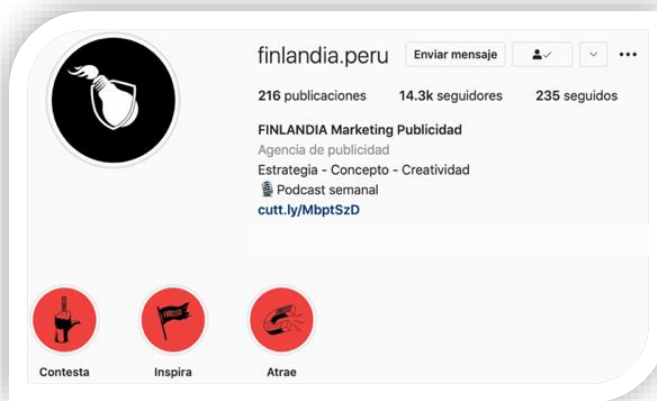 finlandia.peru Enviar mensaje
216 publicaciones 14.3k seguidores 235 seguidos
FINLANDIA Marketing Publicidad
Agencia de publicidad
Estrategia - Concepto - Creatividad
🎙️ Podcast semanal
cutt.ly/MbptSzD
Contesta Inspira Atrae